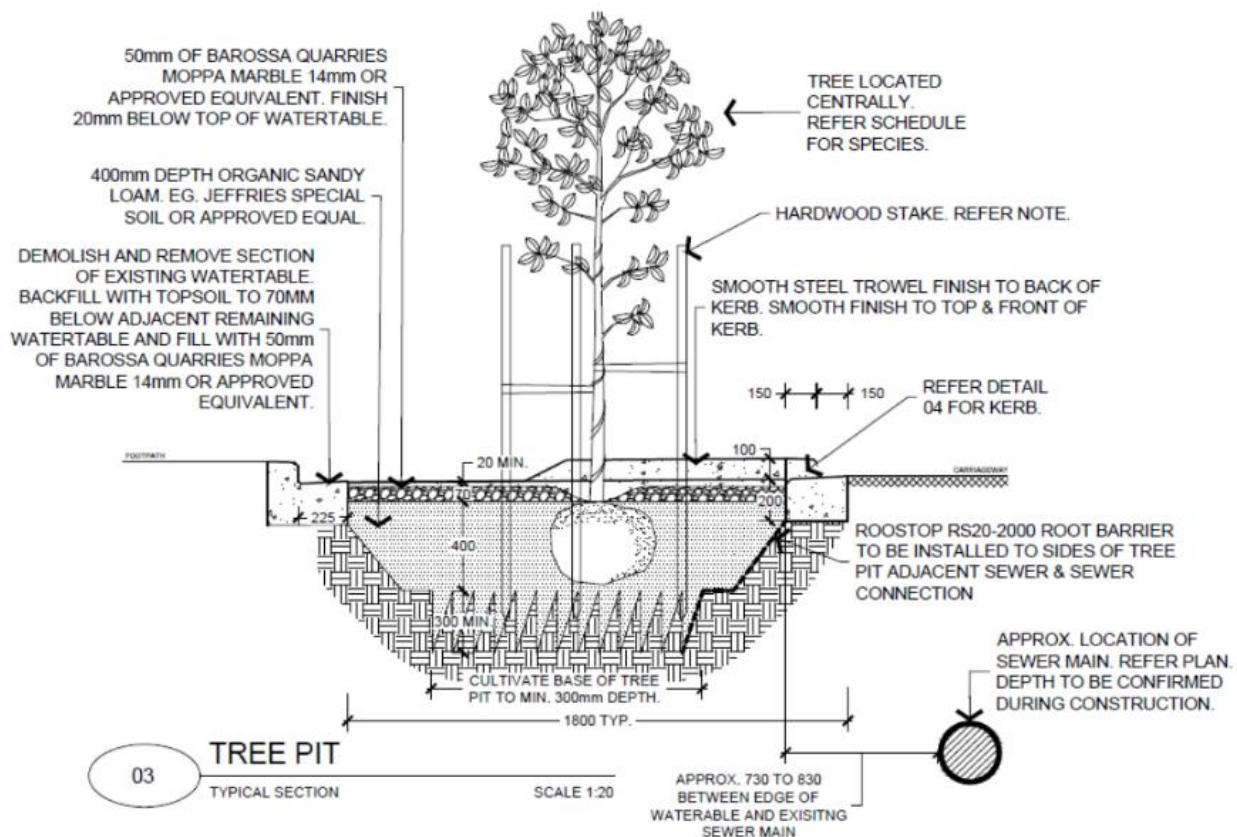 50mm OF BAROSSA QUARRIES
MOPPA MARBLE 14mm OR
APPROVED EQUIVALENT. FINISH
20mm BELOW TOP OF WATERTABLE.
400mm DEPTH ORGANIC SANDY
LOAM. EG. JEFFRIES SPECIAL
SOIL OR APPROVED EQUAL.
DEMOLISH AND REMOVE SECTION
OF EXISTING WATERTABLE.
BACKFILL WITH TOPSOIL TO 70MM
BELOW ADJACENT REMAINING
WATERTABLE AND FILL WITH 50mm
OF BAROSSA QUARRIES MOPPA
MARBLE 14mm OR APPROVED
EQUIVALENT.
TREE LOCATED
CENTRALLY.
REFER SCHEDULE
FOR SPECIES.
HARDWOOD STAKE. REFER NOTE.
SMOOTH STEEL TROWEL FINISH TO BACK OF
KERB. SMOOTH FINISH TO TOP & FRONT OF
KERB.
150
150
REFER DETAIL
04 FOR KERB.
FOOTPATH
20 MIN.
100
CARRIAGEWAY
70
200
225
400
300 MIN
ROOSTOP RS20-2000 ROOT BARRIER
TO BE INSTALLED TO SIDES OF TREE
PIT ADJACENT SEWER & SEWER
CONNECTION
APPROX. LOCATION OF
SEWER MAIN. REFER PLAN.
DEPTH TO BE CONFIRMED
DURING CONSTRUCTION.
CULTIVATE BASE OF TREE
PIT TO MIN. 300mm DEPTH.
1800 TYP.
03
TREE PIT
TYPICAL SECTION
SCALE 1:20
APPROX. 730 TO 830
BETWEEN EDGE OF
WATERABLE AND EXISITNG
SEWER MAIN